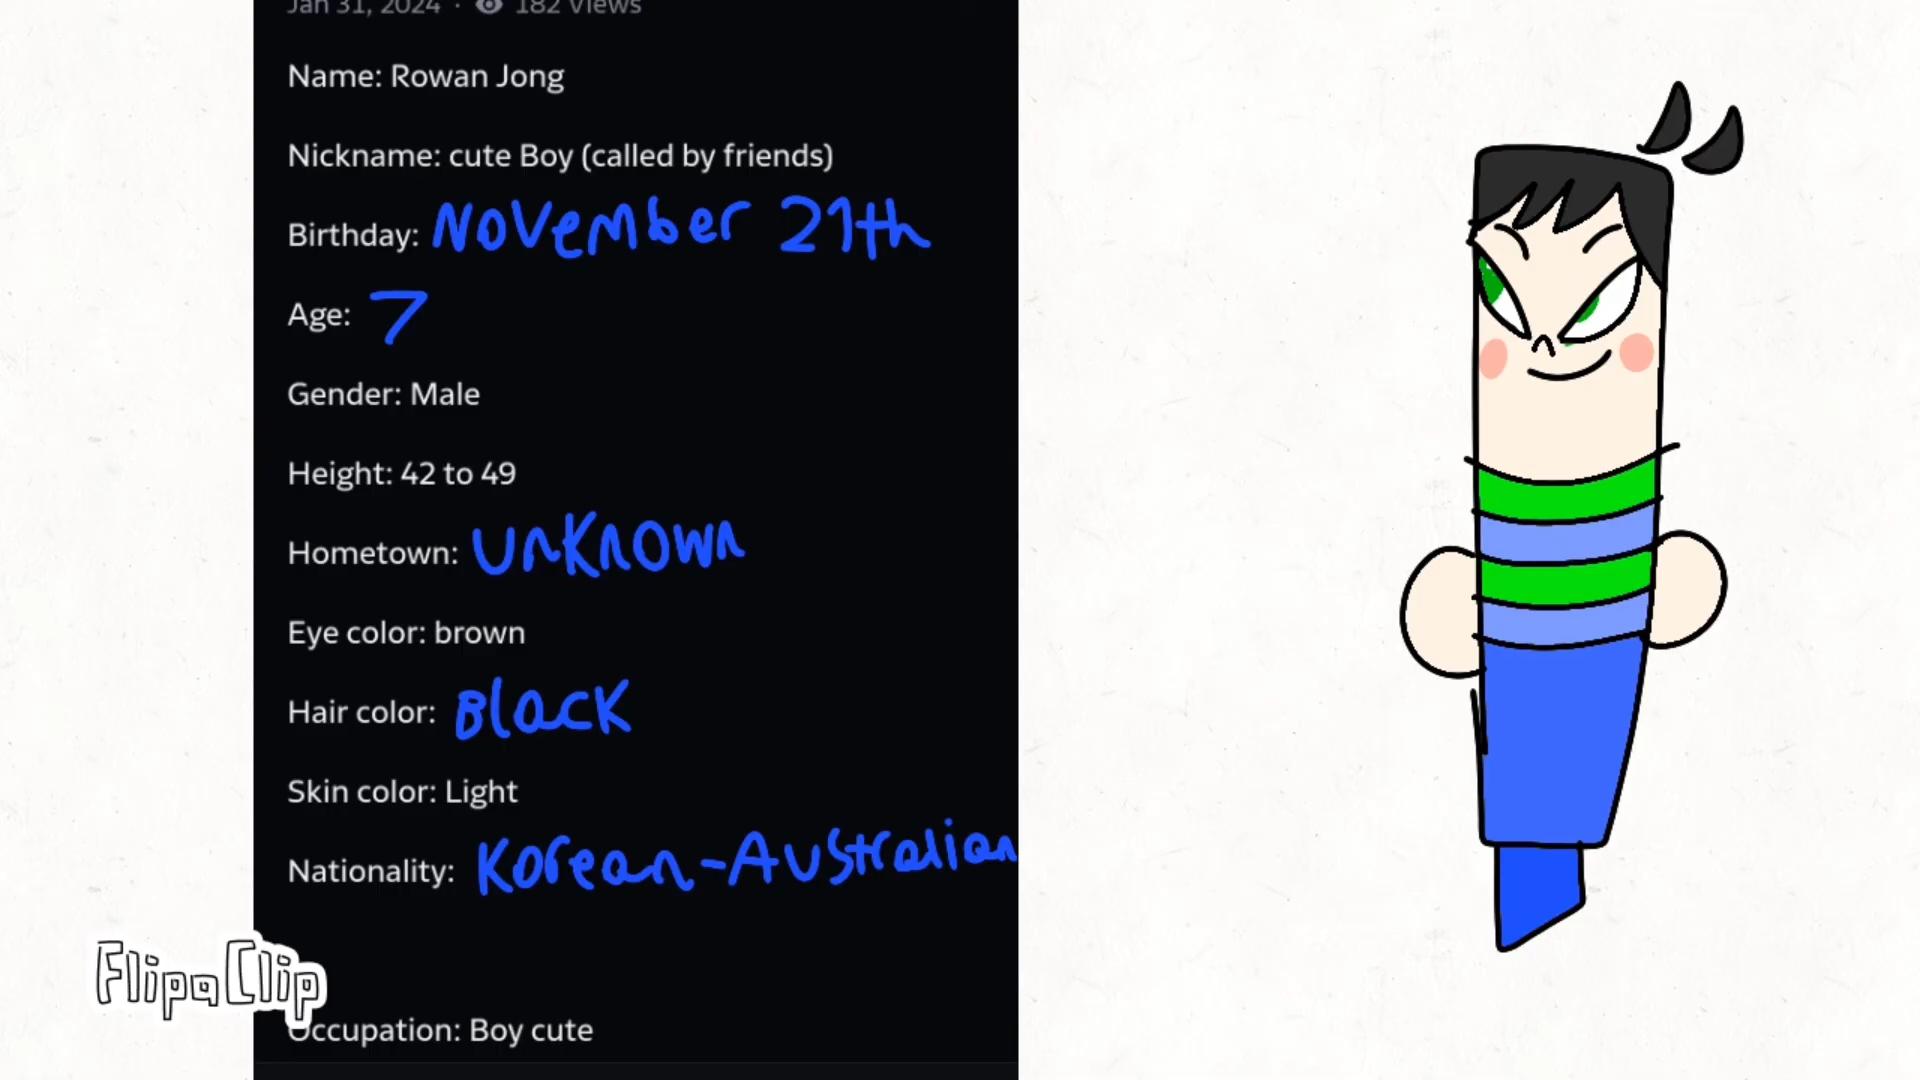 Jan 31, 2024 · 182 Views
Name: Rowan Jong
Nickname: cute Boy (called by friends)
Birthday: November 21th
Age: 7
Gender: Male
Height: 42 to 49
Hometown: Unknown
Eye color: brown
Hair color: Black
Skin color: Light
Nationality: Korean-Australian
FlipaClip
Occupation: Boy cute